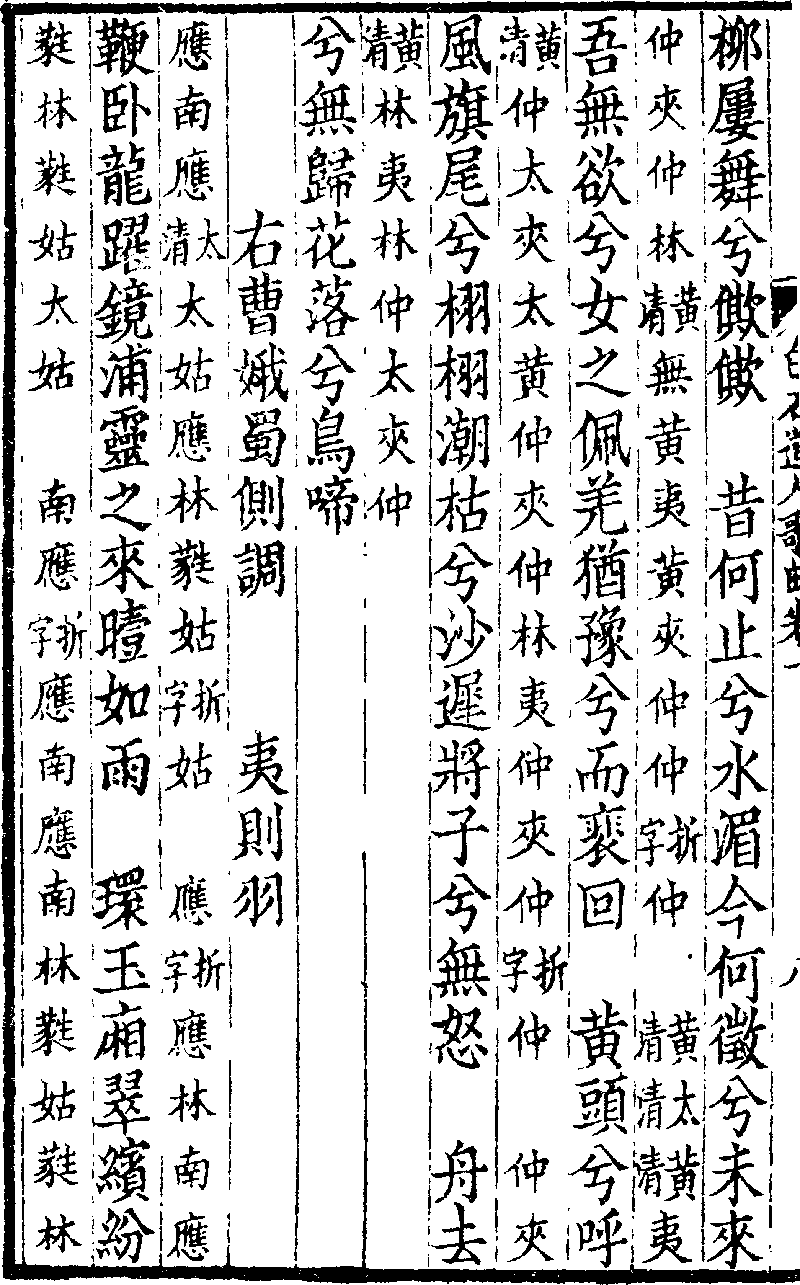 白石道人歌曲卷一　八
柳屢舞兮僛僛　昔何止兮水湄今何徵兮未來
仲夾仲林黃清無黃夷黃夾仲仲折字仲　黃清太清黃清夷
吾無欲兮女之佩羌猶豫兮而裵回　黃頭兮呼
黃清仲太夾太黃仲夾仲林夷仲夾仲折字仲　仲夾
風旗尾兮栩栩潮枯兮沙遲將子兮無怒　舟去
黃清林夷林仲太夾仲
兮無歸花落兮鳥啼
右曹娥蜀側調　夷則羽
應南應太清太姑應林蕤姑折字姑　應折字應林南應
鞭卧龍躍鏡浦靈之來曀如雨　環玉廂翠繽紛
蕤林蕤姑太姑　南應折字應南應南林蕤姑蕤林